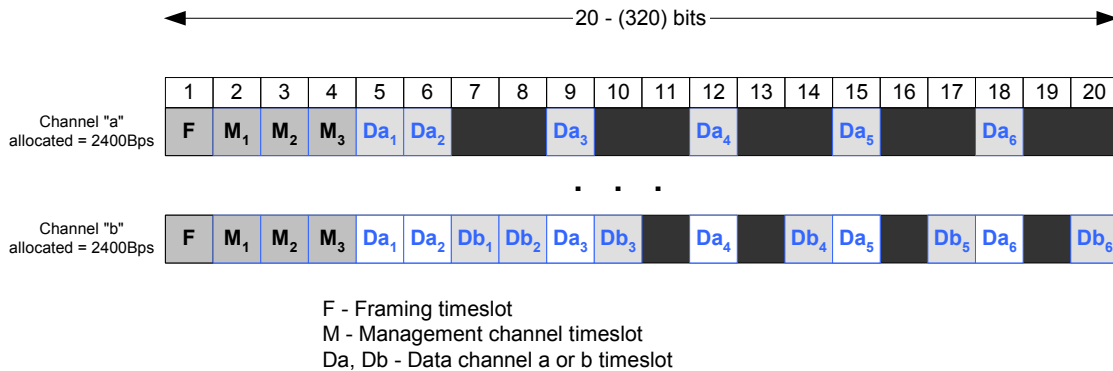 20 - (320) bits
1 2 3 4 5 6 7 8 9 10 11 12 13 14 15 16 17 18 19 20
Channel "a"
allocated = 2400Bps
F M1 M2 M3 Da1 Da2 Da3 Da4 Da5 Da6
. . .
Channel "b"
allocated = 2400Bps
F M1 M2 M3 Da1 Da2 Db1 Db2 Da3 Db3 Da4 Db4 Da5 Db5 Da6 Db6
F - Framing timeslot
M - Management channel timeslot
Da, Db - Data channel a or b timeslot